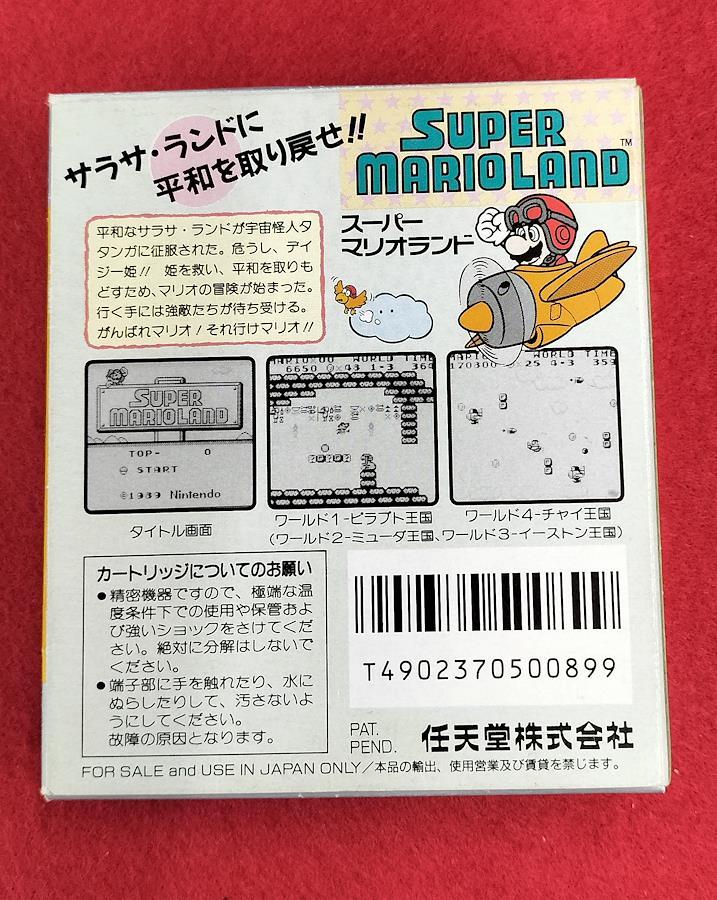 サラサ・ランドに
平和を取り戻せ!!
SUPER
MARIOLAND™
スーパー
マリオランド
平和なサラサ・ランドが宇宙怪人タ
タンガに征服された。危うし、デイ
ジー姫!! 姫を救い、平和を取りも
どすため、マリオの冒険が始まった。
行く手には強敵たちが待ち受ける。
がんばれマリオ!それ行けマリオ!!
SUPER
MARIOLAND
TOP- 0
START
©1989 Nintendo
MARIO×00 WORLD TIME
6650 ×43 1-3 364
MARIO× WORLD TIME
170300 ×25 4-3 359
タイトル画面
ワールド1-ピラプト王国
(ワールド2-ミューダ王国、ワールド3-イーストン王国)
ワールド4-チャイ王国
カートリッジについてのお願い
●精密機器ですので、極端な温
度条件下での使用や保管およ
び強いショックをさけてくだ
さい。絶対に分解はしないで
ください。
●端子部に手を触れたり、水に
ぬらしたりして、汚さないよ
うにしてください。
故障の原因となります。
T4902370500899
PAT.
PEND.
任天堂株式会社
FOR SALE and USE IN JAPAN ONLY/本品の輸出、使用営業及び賃貸を禁じます。